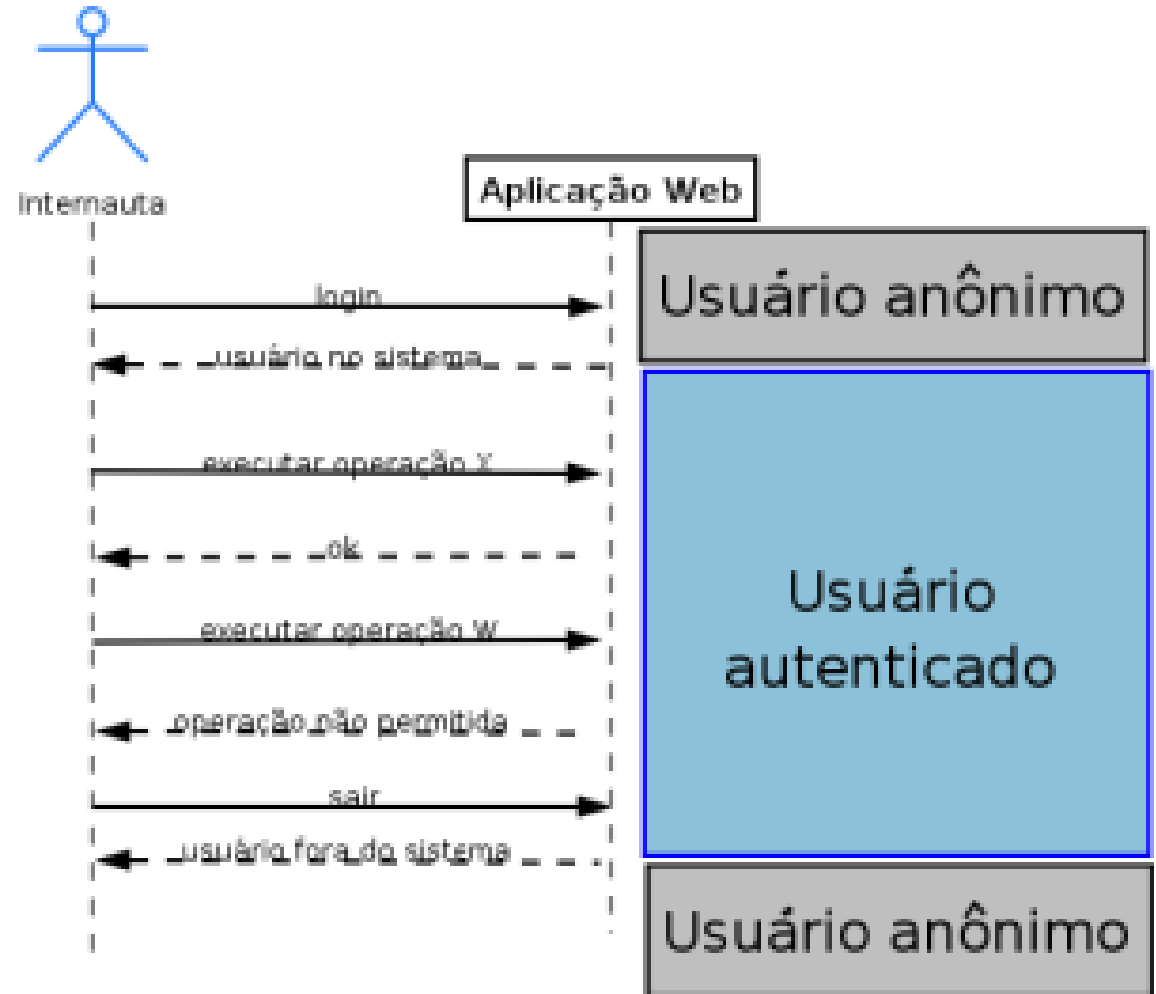 Internauta
Aplicação Web
Usuário anônimo
login
usuário no sistema
executar operação X
ok
executar operação W
operação não permitida
sair
usuário fora do sistema
Usuário
autenticado
Usuário anônimo